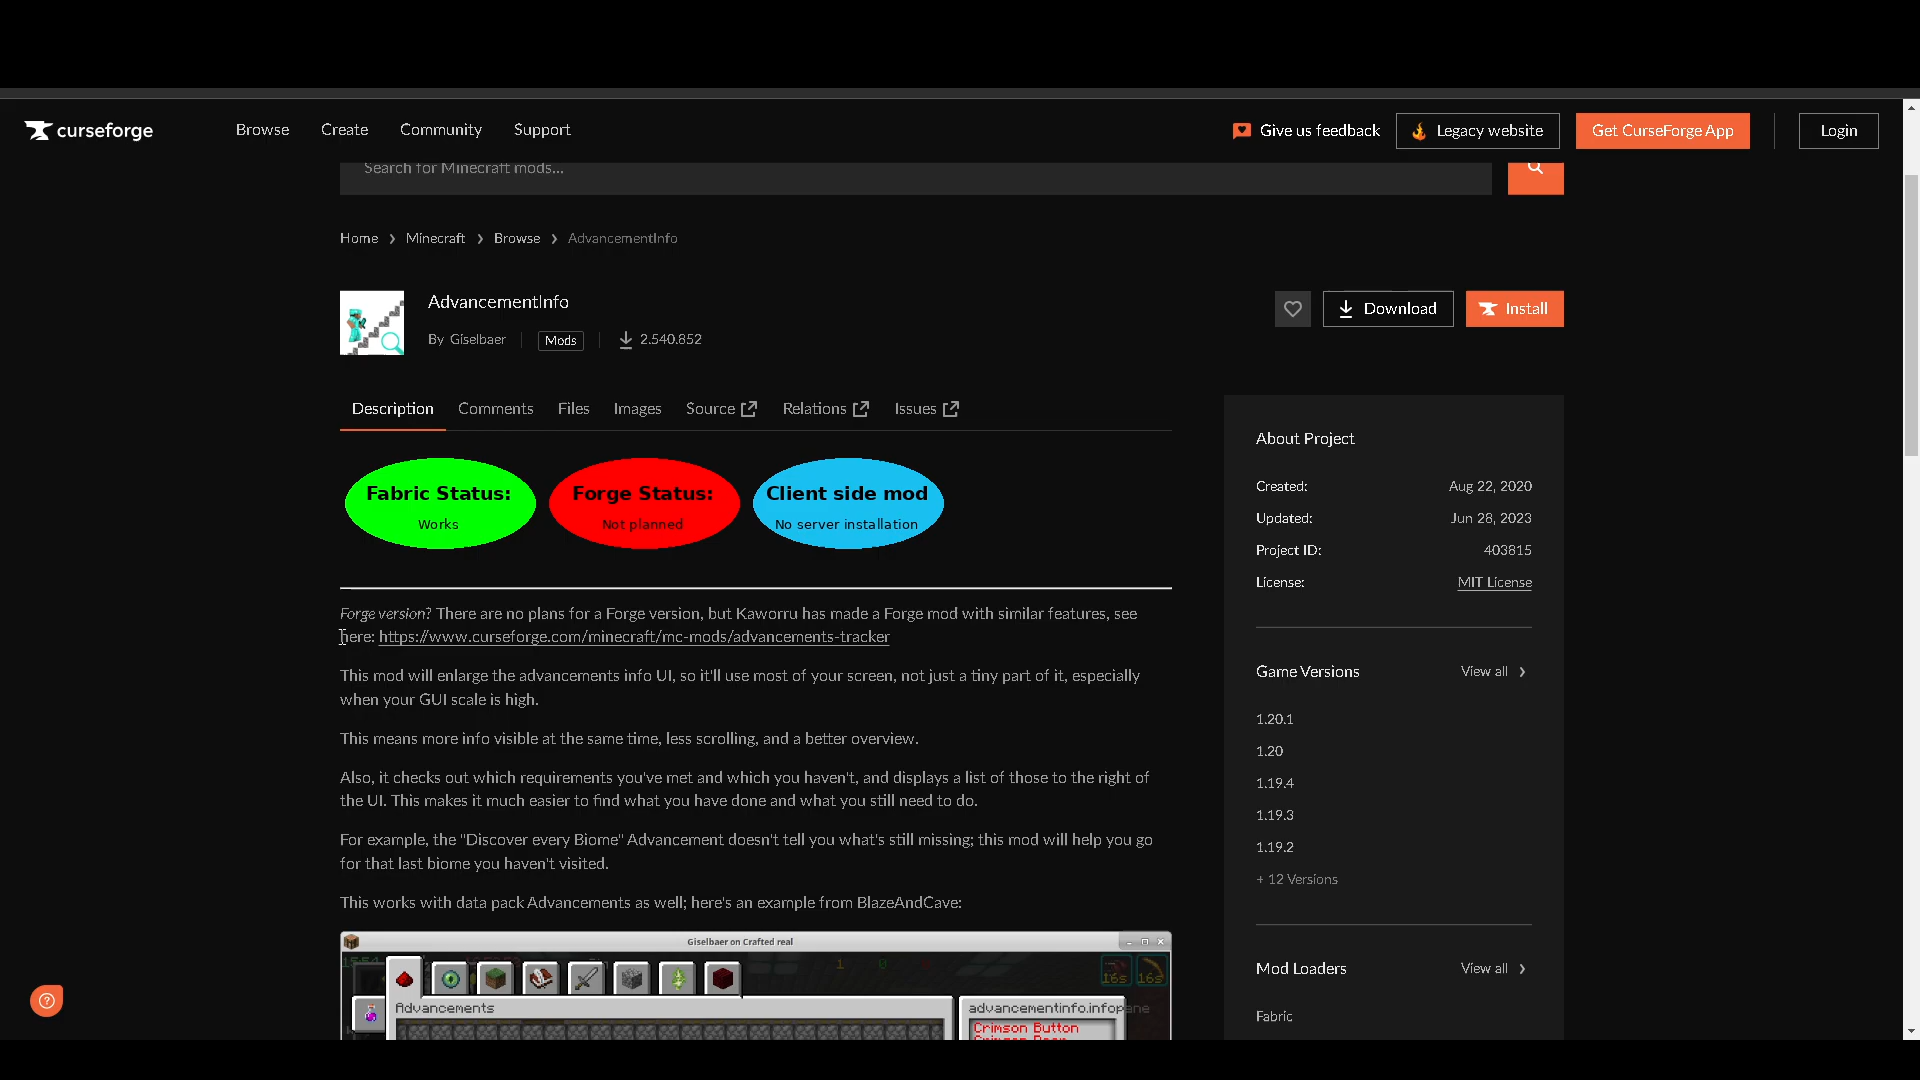 curseforge
Browse Create Community Support
Give us feedback Legacy website Get CurseForge App Login
Search for Minecraft mods...
Home Minecraft Browse AdvancementInfo
AdvancementInfo
Download Install
By Giselbaer Mods 2.540.852
Description Comments Files Images Source Relations Issues
Fabric Status:
Works
Forge Status:
Not planned
Client side mod
No server installation
Forge version? There are no plans for a Forge version, but Kaworru has made a Forge mod with similar features, see
here: https://www.curseforge.com/minecraft/mc-mods/advancements-tracker
This mod will enlarge the advancements info UI, so it'll use most of your screen, not just a tiny part of it, especially
when your GUI scale is high.
This means more info visible at the same time, less scrolling, and a better overview.
Also, it checks out which requirements you've met and which you haven't, and displays a list of those to the right of
the UI. This makes it much easier to find what you have done and what you still need to do.
For example, the "Discover every Biome" Advancement doesn't tell you what's still missing; this mod will help you go
for that last biome you haven't visited.
This works with data pack Advancements as well; here's an example from BlazeAndCave:
Giselbaer on Crafted real
1 0
16s 16s
Advancements
advancementinfo.infopane
Crimson Button
About Project
Created: Aug 22, 2020
Updated: Jun 28, 2023
Project ID: 403815
License: MIT License
Game Versions View all
1.20.1
1.20
1.19.4
1.19.3
1.19.2
+ 12 Versions
Mod Loaders View all
Fabric